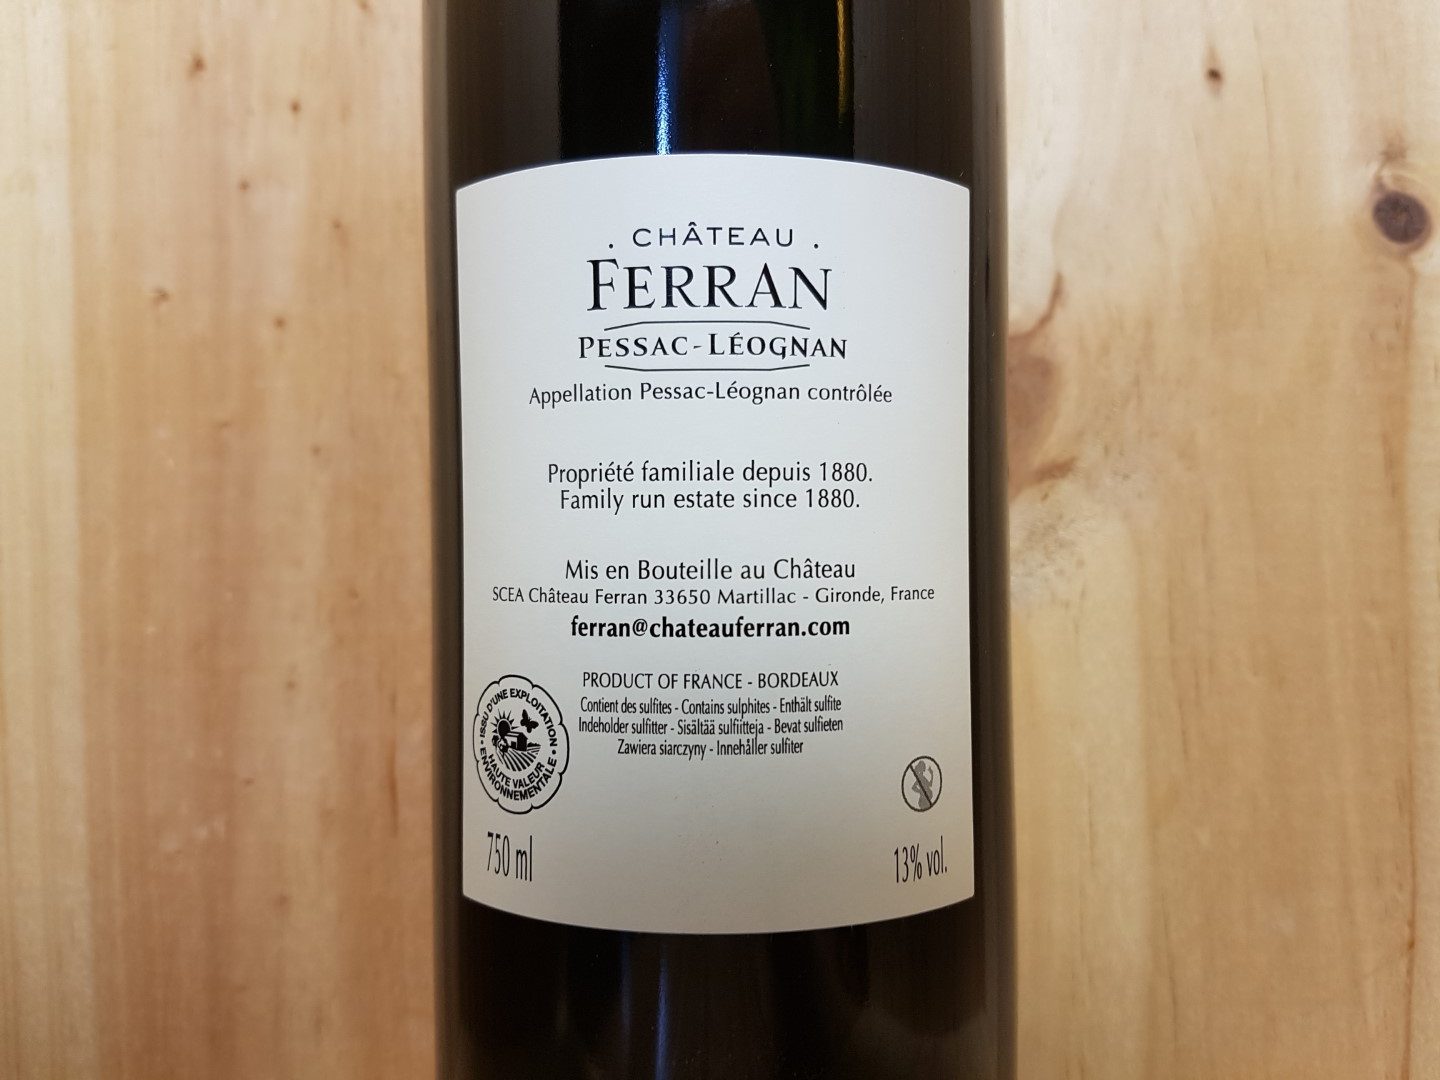 . CHÂTEAU .
FERRAN
PESSAC-LÉOGNAN
Appellation Pessac-Léognan contrôlée
Propriété familiale depuis 1880.
Family run estate since 1880.
Mis en Bouteille au Château
SCEA Château Ferran 33650 Martillac - Gironde, France
ferran@chateauferran.com
PRODUCT OF FRANCE - BORDEAUX
Contient des sulfites - Contains sulphites - Enthält sulfite
Indeholder sulfitter - Sisältää sulfiitteja - Bevat sulfieten
Zawiera siarczyny - Innehåller sulfiter
• ISSU D'UNE EXPLOITATION •
HAUTE VALEUR
ENVIRONNEMENTALE
750 ml
13% vol.